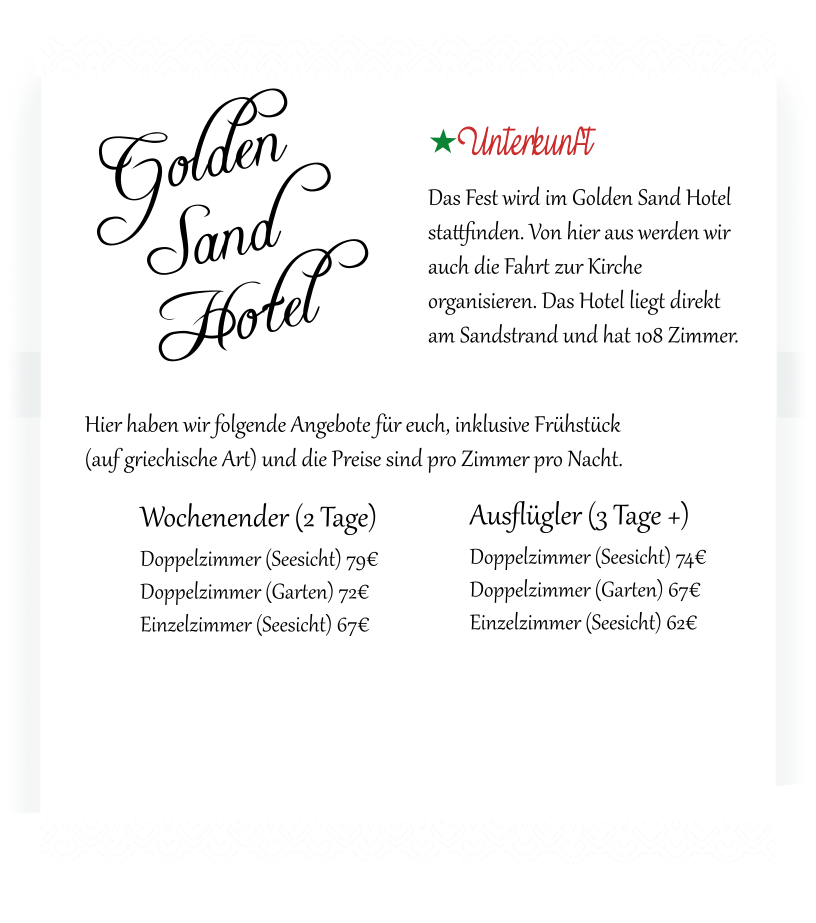 Golden
Sand
Hotel
Unterkunft
Das Fest wird im Golden Sand Hotel
stattfinden. Von hier aus werden wir
auch die Fahrt zur Kirche
organisieren. Das Hotel liegt direkt
am Sandstrand und hat 108 Zimmer.
Hier haben wir folgende Angebote für euch, inklusive Frühstück
(auf griechische Art) und die Preise sind pro Zimmer pro Nacht.
Wochenender (2 Tage)
Doppelzimmer (Seesicht) 79€
Doppelzimmer (Garten) 72€
Einzelzimmer (Seesicht) 67€
Ausflügler (3 Tage +)
Doppelzimmer (Seesicht) 74€
Doppelzimmer (Garten) 67€
Einzelzimmer (Seesicht) 62€